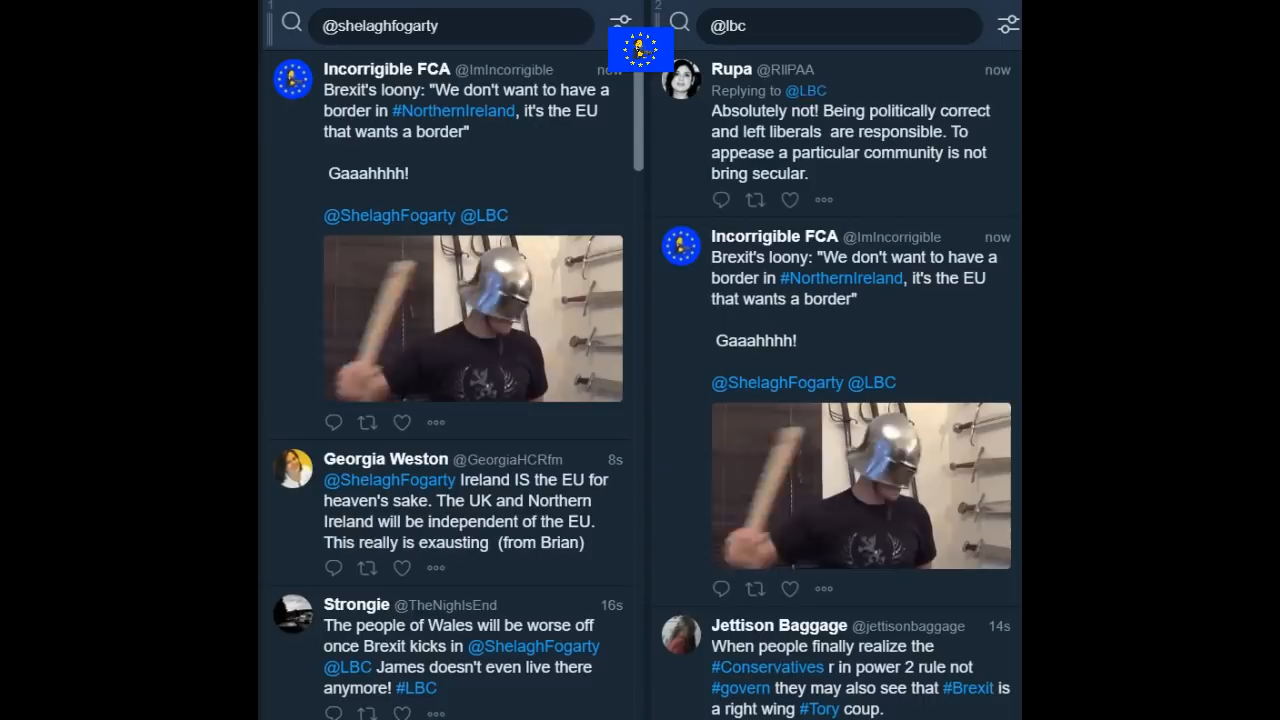 1
@shelaghfogarty
Incorrigible FCA @ImIncorrigible now
Brexit's loony: "We don't want to have a
border in #NorthernIreland, it's the EU
that wants a border"
Gaaahhhh!
@ShelaghFogarty @LBC
Georgia Weston @GeorgiaHCRfm 8s
@ShelaghFogarty Ireland IS the EU for
heaven's sake. The UK and Northern
Ireland will be independent of the EU.
This really is exausting (from Brian)
Strongie @TheNighIsEnd 16s
The people of Wales will be worse off
once Brexit kicks in @ShelaghFogarty
@LBC James doesn't even live there
anymore! #LBC
2
@lbc
Rupa @RIIPAA now
Replying to @LBC
Absolutely not! Being politically correct
and left liberals are responsible. To
appease a particular community is not
bring secular.
Incorrigible FCA @ImIncorrigible now
Brexit's loony: "We don't want to have a
border in #NorthernIreland, it's the EU
that wants a border"
Gaaahhhh!
@ShelaghFogarty @LBC
Jettison Baggage @jettisonbaggage 14s
When people finally realize the
#Conservatives r in power 2 rule not
#govern they may also see that #Brexit is
a right wing #Tory coup.